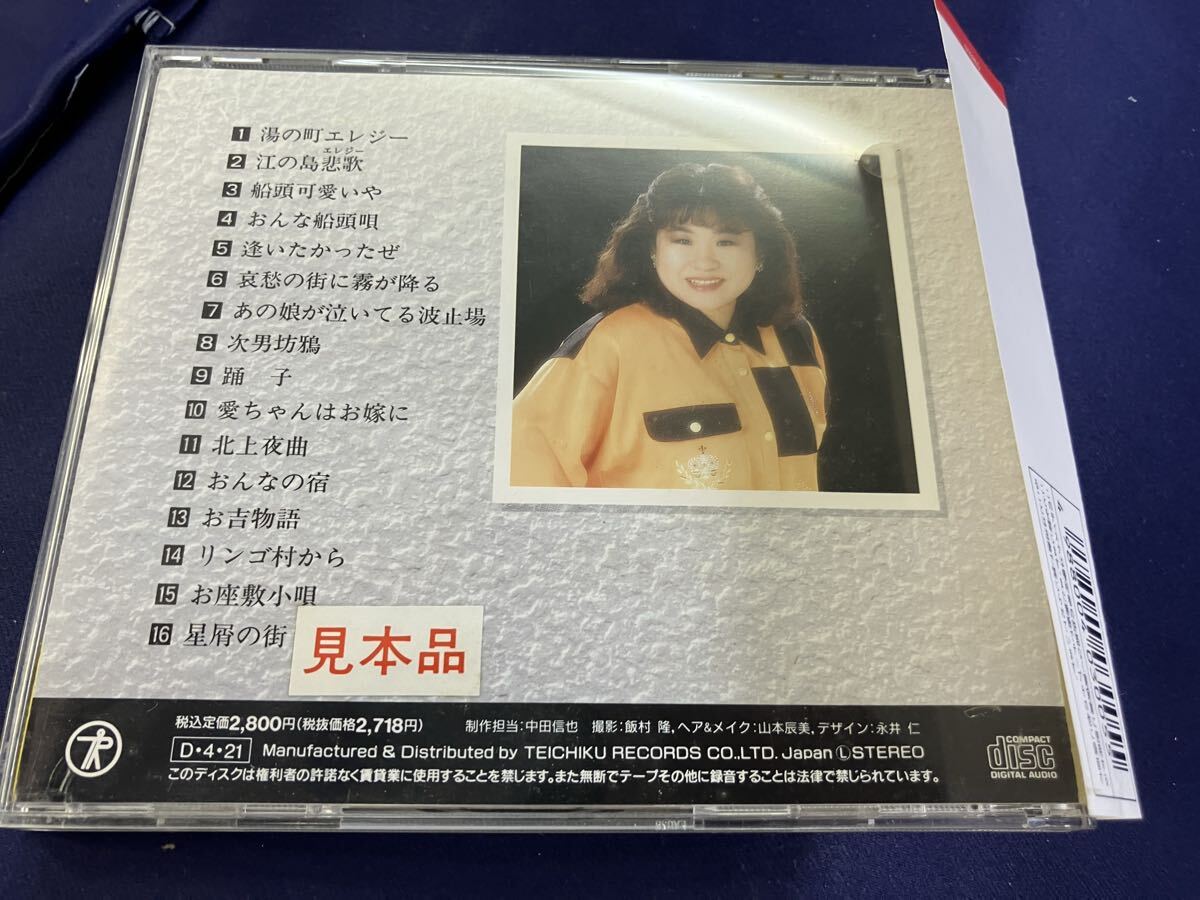 1 湯の町エレジー
2 江の島悲歌
エレジー
3 船頭可愛いや
4 おんな船頭唄
5 逢いたかったぜ
6 哀愁の街に霧が降る
7 あの娘が泣いてる波止場
8 次男坊鴉
9 踊 子
10 愛ちゃんはお嫁に
11 北上夜曲
12 おんなの宿
13 お吉物語
14 リンゴ村から
15 お座敷小唄
16 星屑の街
見本品
税込定価2,800円(税抜価格2,718円) 制作担当:中田信也 撮影:飯村 隆,ヘア&メイク:山本辰美,デザイン:永井 仁
D・4・21 Manufactured & Distributed by TEICHIKU RECORDS CO.,LTD. Japan Ⓛ STEREO
このディスクは権利者の許諾なく賃貸業に使用することを禁じます。また無断でテープその他に録音することは法律で禁じられています。
COMPACT
disc
DIGITAL AUDIO